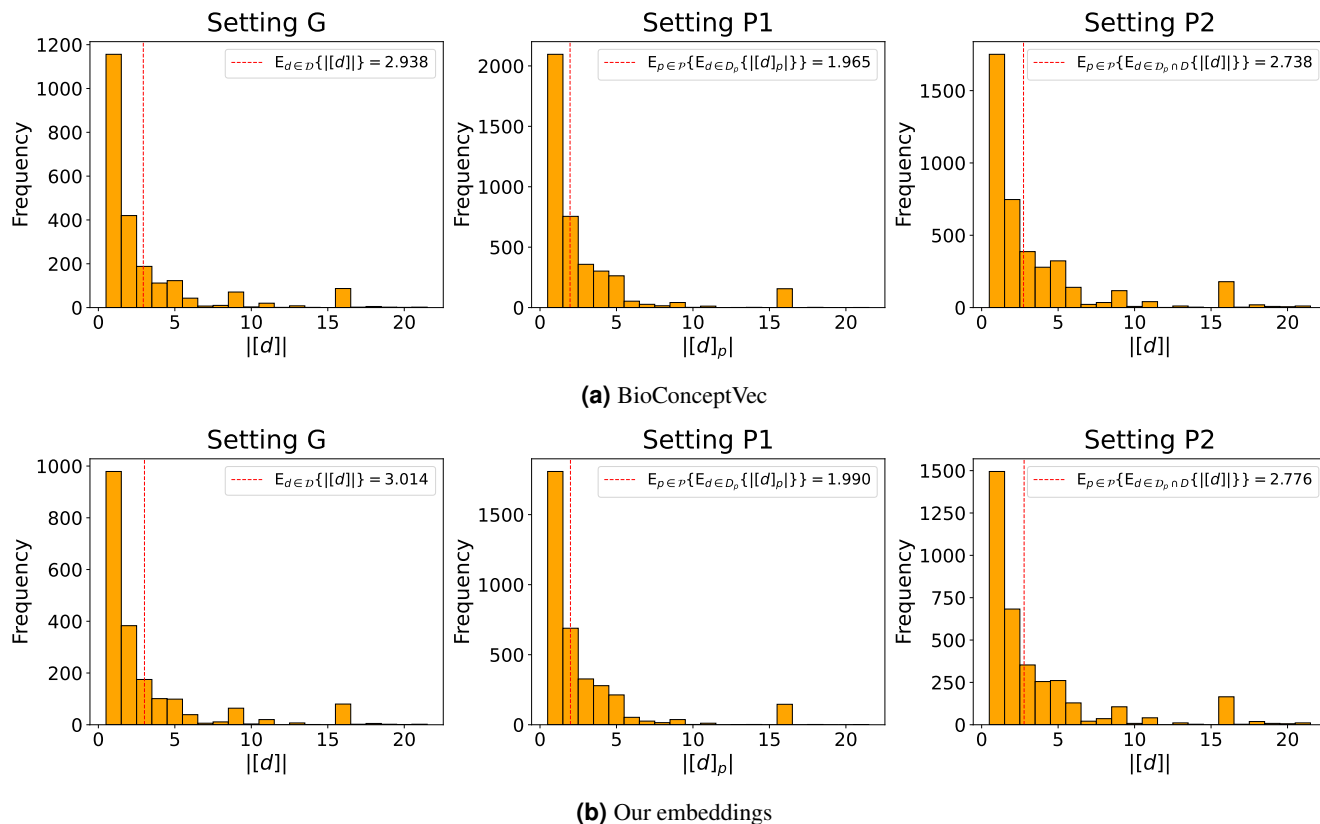 Setting G
Setting P1
Setting P2
E_{d∈𝒟}{|[d]|} = 2.938
E_{p∈𝒫}{E_{d∈D_p}{|[d]_p|}} = 1.965
E_{p∈𝒫}{E_{d∈𝒟_p∩D}{|[d]|}} = 2.738
Frequency
1200
1000
800
600
400
200
0
0 5 10 15 20
|[d]|
Frequency
2000
1500
1000
500
0
0 5 10 15 20
|[d]_p|
Frequency
1500
1000
500
0
0 5 10 15 20
|[d]|
(a) BioConceptVec
Setting G
Setting P1
Setting P2
E_{d∈𝒟}{|[d]|} = 3.014
E_{p∈𝒫}{E_{d∈D_p}{|[d]_p|}} = 1.990
E_{p∈𝒫}{E_{d∈𝒟_p∩D}{|[d]|}} = 2.776
Frequency
1000
800
600
400
200
0
0 5 10 15 20
|[d]|
Frequency
1500
1000
500
0
0 5 10 15 20
|[d]_p|
Frequency
1500
1250
1000
750
500
250
0
0 5 10 15 20
|[d]|
(b) Our embeddings